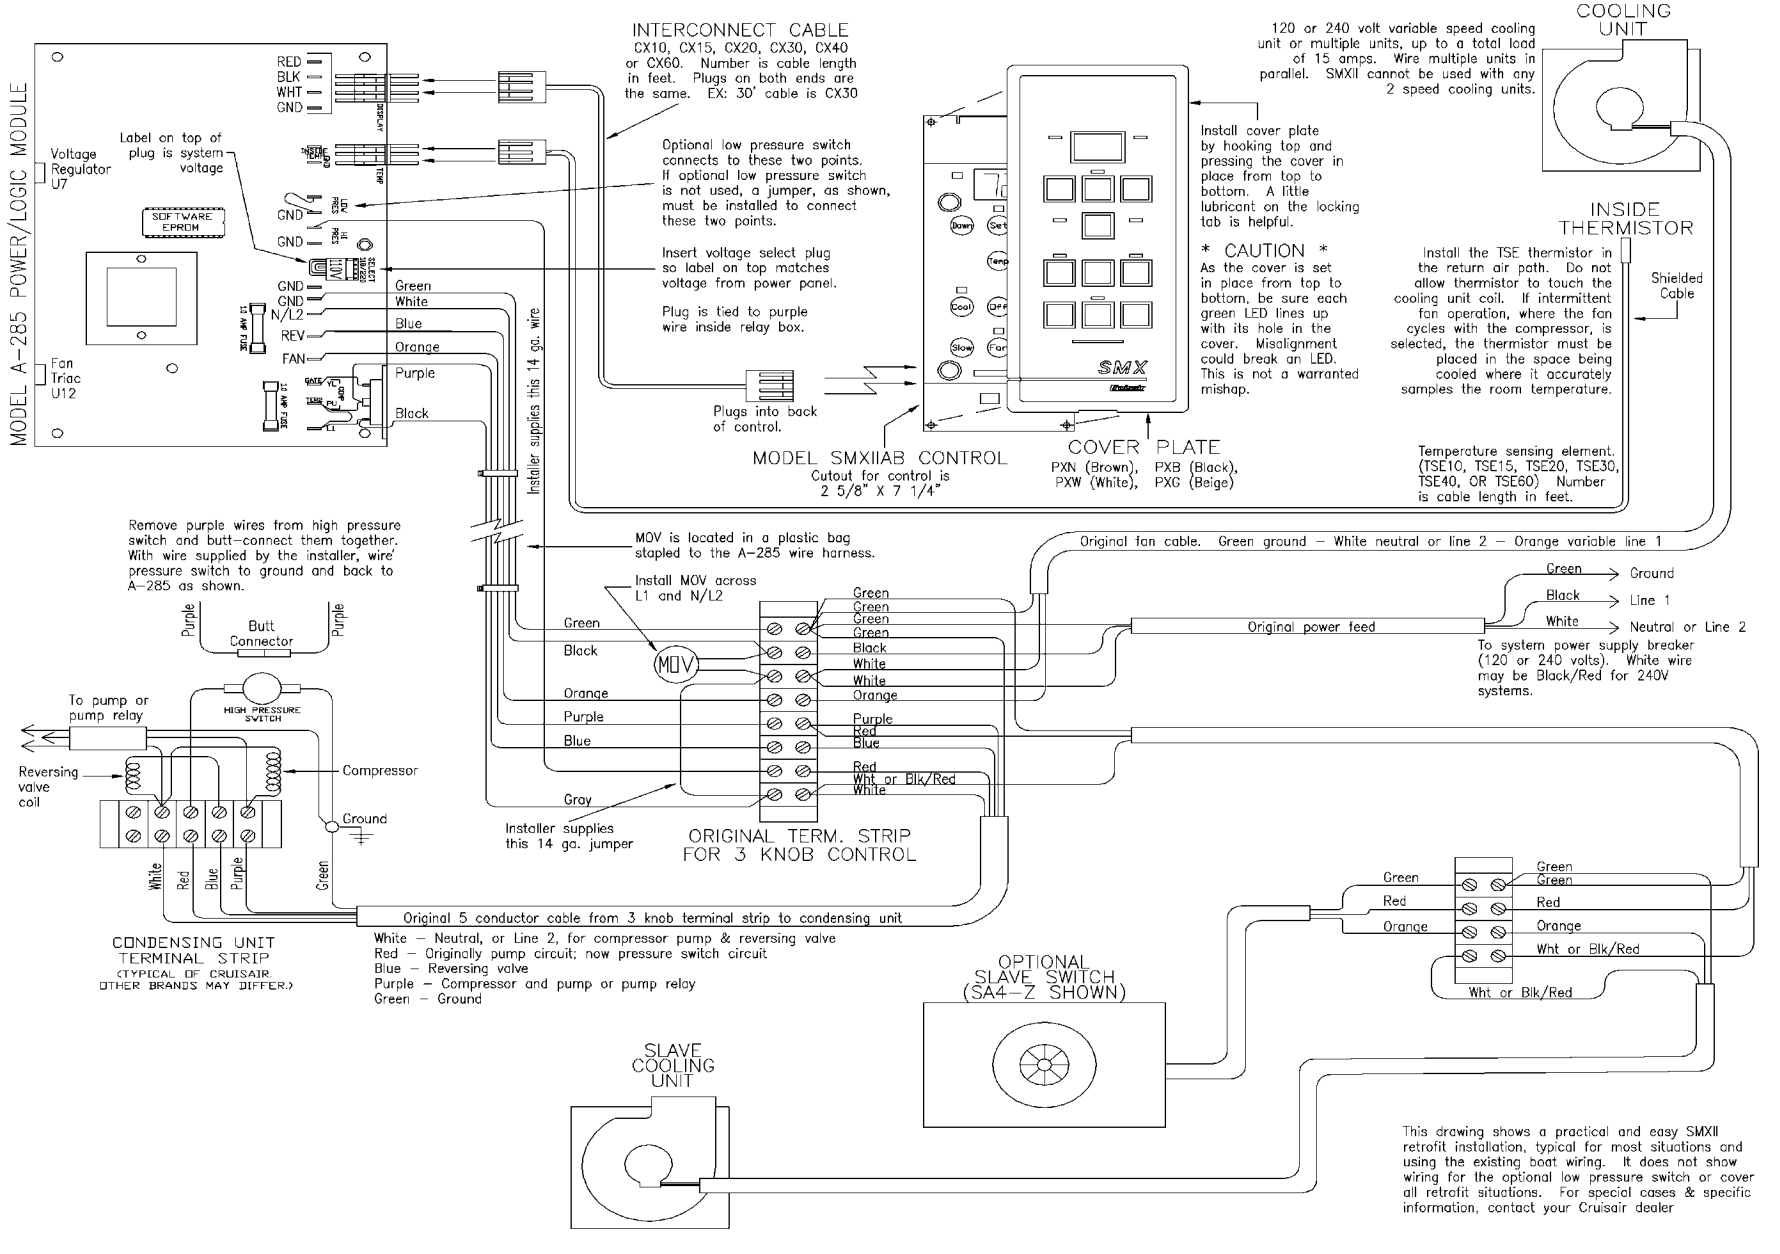 MODEL A-285 POWER/LOGIC MODULE
RED
BLK
WHT
GND
DISPLAY
Label on top of
plug is system
voltage
Voltage
Regulator
U7
INSIDE
TEMP
GND
TEMP
LOW
PRES
GND
HI
PRES
GND
SOFTWARE
EPROM
110V
SELECT
110/220
GND
GND
N/L2
REV
FAN
10 AMP FUSE
10 AMP FUSE
GATE
TER2
L1
COMP
Fan
Triac
U12
Green
White
Blue
Orange
Purple
Black
INTERCONNECT CABLE
CX10, CX15, CX20, CX30, CX40
or CX60. Number is cable length
in feet. Plugs on both ends are
the same. EX: 30' cable is CX30
Optional low pressure switch
connects to these two points.
If optional low pressure switch
is not used, a jumper, as shown,
must be installed to connect
these two points.
Insert voltage select plug
so label on top matches
voltage from power panel.
Plug is tied to purple
wire inside relay box.
Installer supplies this 14 ga. wire
Plugs into back
of control.
Down
Set
Temp
Cool
Off
Slow
Fan
SMX
MODEL SMXIIAB CONTROL
Cutout for control is
2 5/8" X 7 1/4"
COVER PLATE
PXN (Brown), PXB (Black),
PXW (White), PXG (Beige)
120 or 240 volt variable speed cooling
unit or multiple units, up to a total load
of 15 amps. Wire multiple units in
parallel. SMXII cannot be used with any
2 speed cooling units.
COOLING
UNIT
Install cover plate
by hooking top and
pressing the cover in
place from top to
bottom. A little
lubricant on the locking
tab is helpful.
* CAUTION *
As the cover is set
in place from top to
bottom, be sure each
green LED lines up
with its hole in the
cover. Misalignment
could break an LED.
This is not a warranted
mishap.
INSIDE
THERMISTOR
Install the TSE thermistor in
the return air path. Do not
allow thermistor to touch the
cooling unit coil. If intermittent
fan operation, where the fan
cycles with the compressor, is
selected, the thermistor must be
placed in the space being
cooled where it accurately
samples the room temperature.
Shielded
Cable
Temperature sensing element.
(TSE10, TSE15, TSE20, TSE30,
TSE40, OR TSE60) Number
is cable length in feet.
Remove purple wires from high pressure
switch and butt-connect them together.
With wire supplied by the installer, wire'
pressure switch to ground and back to
A-285 as shown.
Purple
Butt
Connector
Purple
MOV is located in a plastic bag
stapled to the A-285 wire harness.
Install MOV across
L1 and N/L2
MOV
Original fan cable. Green ground - White neutral or line 2 - Orange variable line 1
Green
Black
Orange
Purple
Blue
Gray
Green
Green
Green
Green
Black
White
White
Orange
Purple
Red
Blue
Red
Wht or Blk/Red
White
Installer supplies
this 14 ga. jumper
ORIGINAL TERM. STRIP
FOR 3 KNOB CONTROL
Original power feed
Green
Ground
Black
Line 1
White
Neutral or Line 2
To system power supply breaker
(120 or 240 volts). White wire
may be Black/Red for 240V
systems.
To pump or
pump relay
HIGH PRESSURE
SWITCH
Reversing
valve
coil
Compressor
Ground
White
Red
Blue
Purple
Green
CONDENSING UNIT
TERMINAL STRIP
(TYPICAL OF CRUISAIR.
OTHER BRANDS MAY DIFFER.)
Original 5 conductor cable from 3 knob terminal strip to condensing unit
White - Neutral, or Line 2, for compressor pump & reversing valve
Red - Originally pump circuit; now pressure switch circuit
Blue - Reversing valve
Purple - Compressor and pump or pump relay
Green - Ground
Green
Red
Orange
Green
Green
Red
Orange
Wht or Blk/Red
Wht or Blk/Red
OPTIONAL
SLAVE SWITCH
(SA4-Z SHOWN)
SLAVE
COOLING
UNIT
This drawing shows a practical and easy SMXII
retrofit installation, typical for most situations and
using the existing boat wiring. It does not show
wiring for the optional low pressure switch or cover
all retrofit situations. For special cases & specific
information, contact your Cruisair dealer